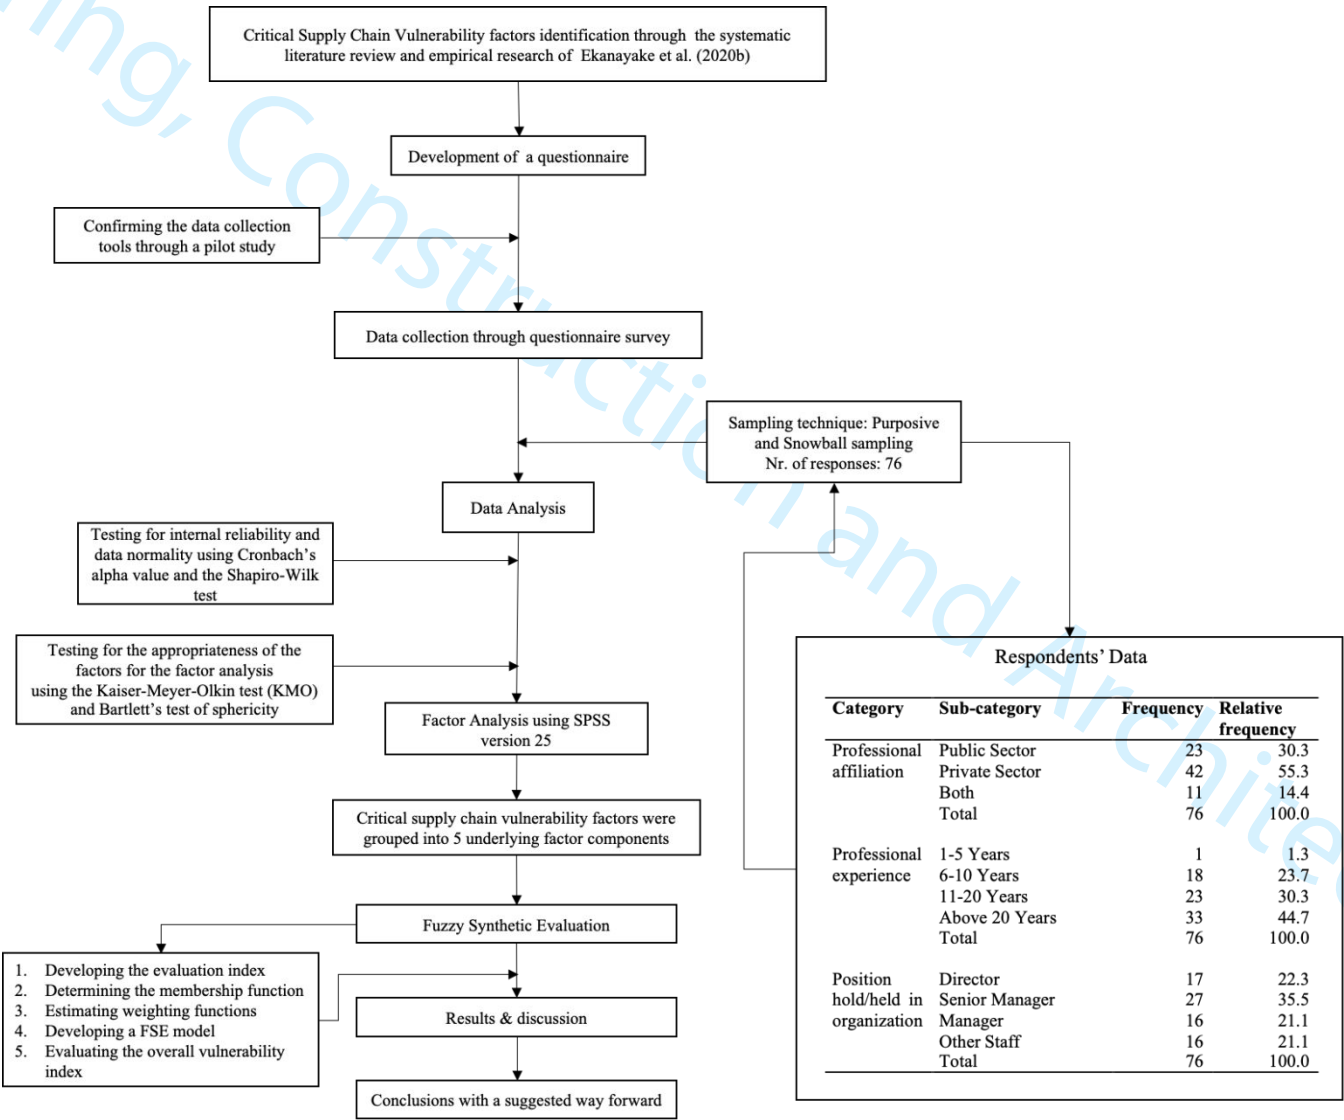 Critical Supply Chain Vulnerability factors identification through the systematic
literature review and empirical research of Ekanayake et al. (2020b)
Development of a questionnaire
Confirming the data collection
tools through a pilot study
Data collection through questionnaire survey
Sampling technique: Purposive
and Snowball sampling
Nr. of responses: 76
Data Analysis
Testing for internal reliability and
data normality using Cronbach's
alpha value and the Shapiro-Wilk
test
Testing for the appropriateness of the
factors for the factor analysis
using the Kaiser-Meyer-Olkin test (KMO)
and Bartlett's test of sphericity
Factor Analysis using SPSS
version 25
Critical supply chain vulnerability factors were
grouped into 5 underlying factor components
Fuzzy Synthetic Evaluation
1. Developing the evaluation index
2. Determining the membership function
3. Estimating weighting functions
4. Developing a FSE model
5. Evaluating the overall vulnerability
index
Results & discussion
Conclusions with a suggested way forward
Respondents' Data
Category Sub-category Frequency Relative
frequency
Professional Public Sector 23 30.3
affiliation Private Sector 42 55.3
Both 11 14.4
Total 76 100.0
Professional 1-5 Years 1 1.3
experience 6-10 Years 18 23.7
11-20 Years 23 30.3
Above 20 Years 33 44.7
Total 76 100.0
Position Director 17 22.3
hold/held in Senior Manager 27 35.5
organization Manager 16 21.1
Other Staff 16 21.1
Total 76 100.0
Construction and